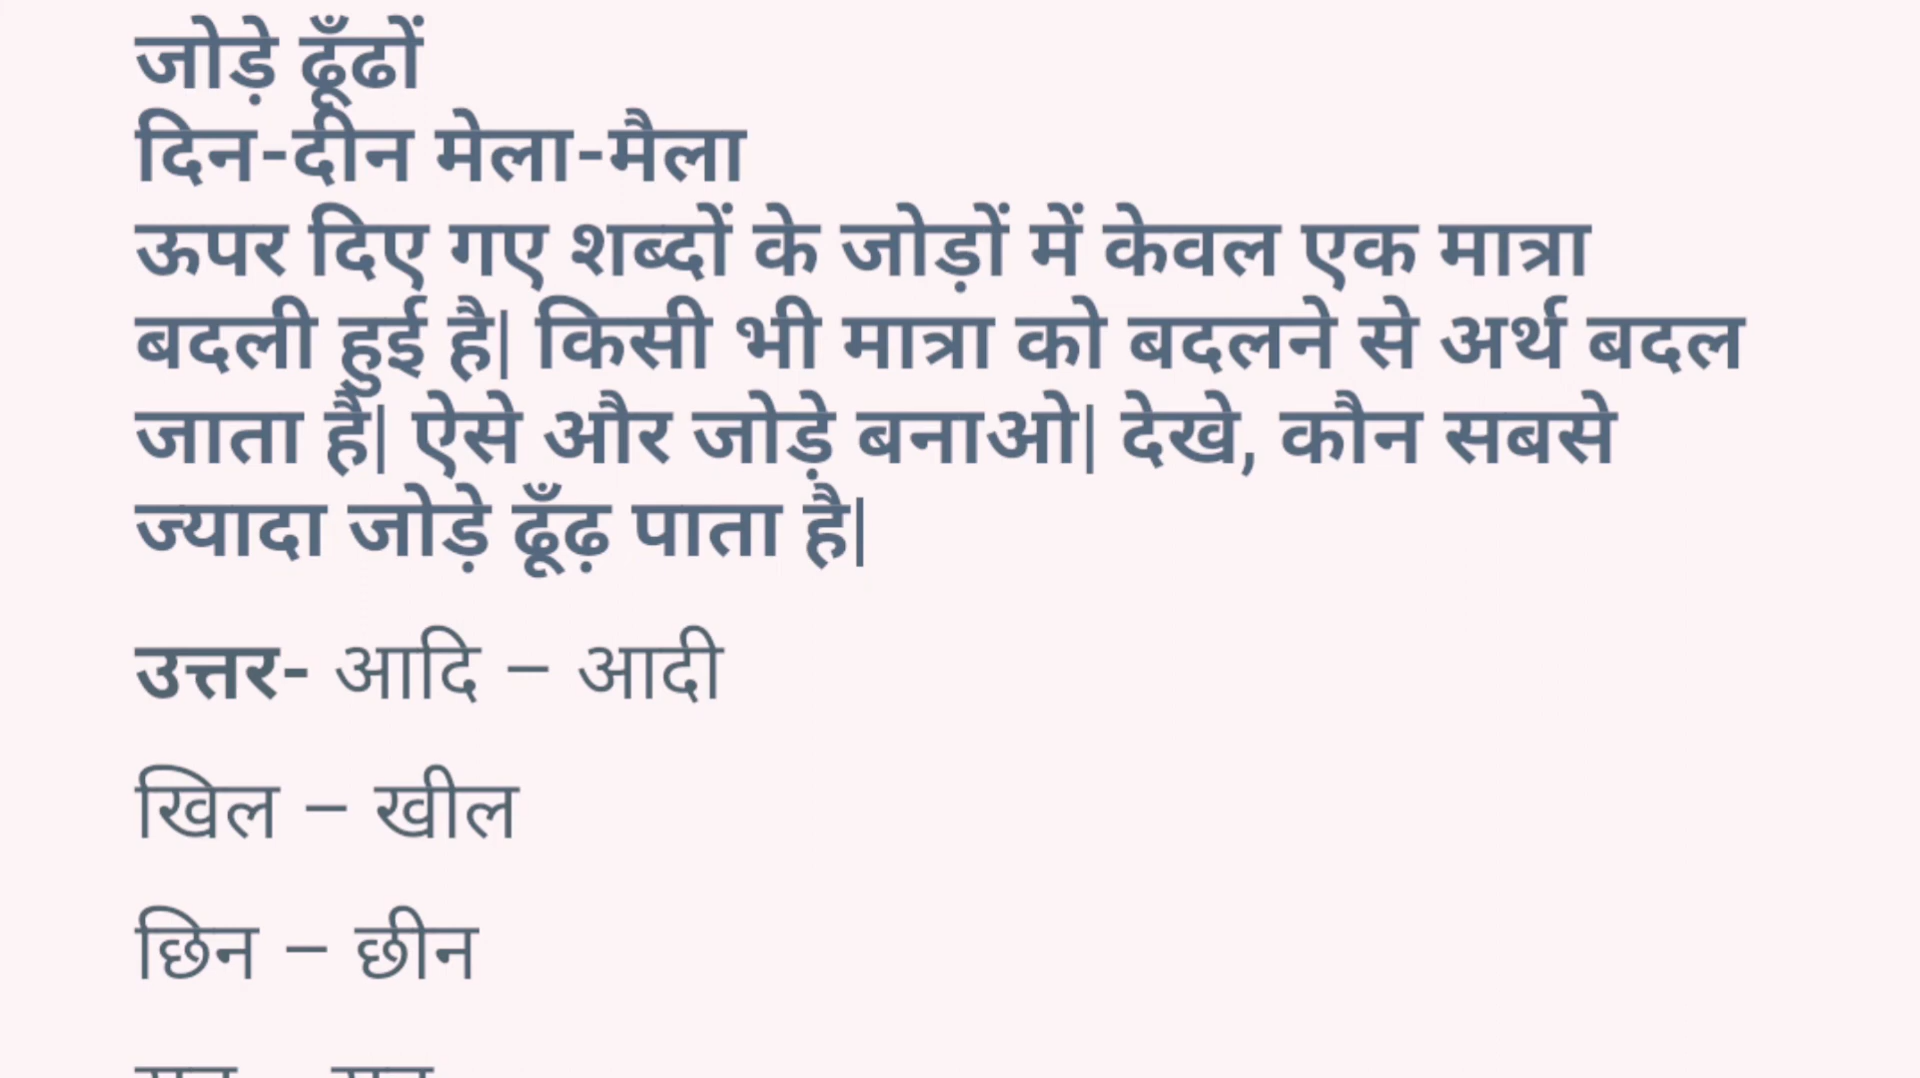 जोड़े ढूँढों
दिन-दीन मेला-मैला
ऊपर दिए गए शब्दों के जोड़ों में केवल एक मात्रा
बदली हुई है| किसी भी मात्रा को बदलने से अर्थ बदल
जाता है| ऐसे और जोड़े बनाओ| देखे, कौन सबसे
ज्यादा जोड़े ढूँढ़ पाता है|
उत्तर- आदि – आदी
खिल – खील
छिन – छीन